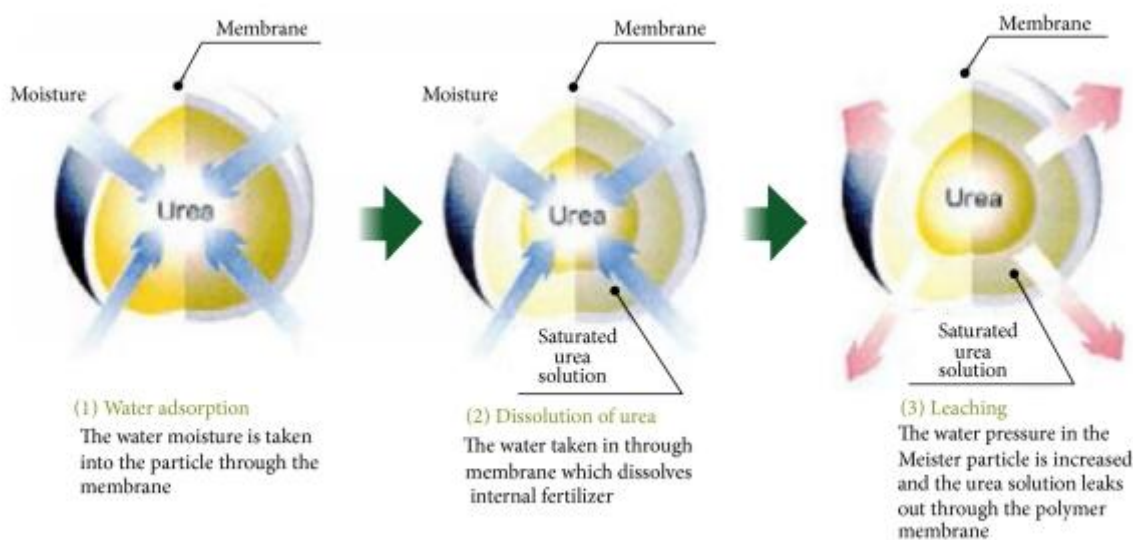 Membrane
Moisture
Urea
(1) Water adsorption
The water moisture is taken
into the particle through the
membrane
Membrane
Moisture
Urea
Saturated
urea
solution
(2) Dissolution of urea
The water taken in through
membrane which dissolves
internal fertilizer
Membrane
Urea
Saturated
urea
solution
(3) Leaching
The water pressure in the
Meister particle is increased
and the urea solution leaks
out through the polymer
membrane